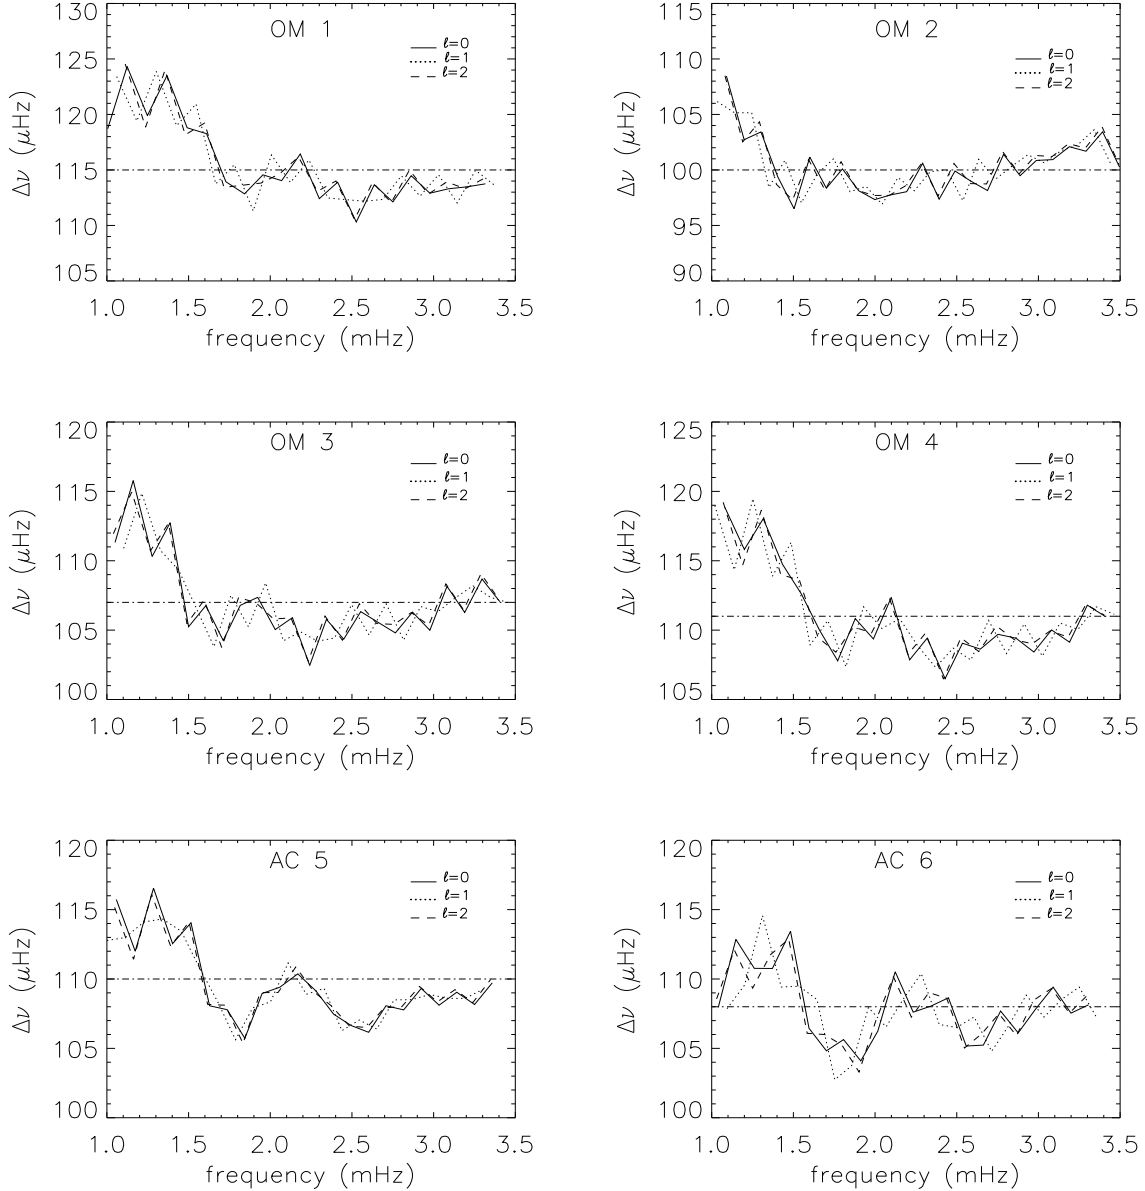 OM 1
ℓ=0
ℓ=1
ℓ=2
130
125
120
115
110
105
Δν (μHz)
1.0 1.5 2.0 2.5 3.0 3.5
frequency (mHz)
OM 2
ℓ=0
ℓ=1
ℓ=2
115
110
105
100
95
90
Δν (μHz)
1.0 1.5 2.0 2.5 3.0 3.5
frequency (mHz)
OM 3
ℓ=0
ℓ=1
ℓ=2
120
115
110
105
100
Δν (μHz)
1.0 1.5 2.0 2.5 3.0 3.5
frequency (mHz)
OM 4
ℓ=0
ℓ=1
ℓ=2
125
120
115
110
105
Δν (μHz)
1.0 1.5 2.0 2.5 3.0 3.5
frequency (mHz)
AC 5
ℓ=0
ℓ=1
ℓ=2
120
115
110
105
100
Δν (μHz)
1.0 1.5 2.0 2.5 3.0 3.5
frequency (mHz)
AC 6
ℓ=0
ℓ=1
ℓ=2
120
115
110
105
100
Δν (μHz)
1.0 1.5 2.0 2.5 3.0 3.5
frequency (mHz)